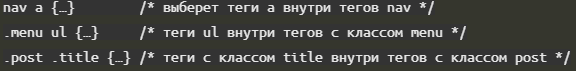 nav a {…}        /* выберет теги a внутри тегов nav */
.menu ul {…}     /* теги ul внутри тегов с классом menu */
.post .title {…} /* теги с классом title внутри тегов с классом post */